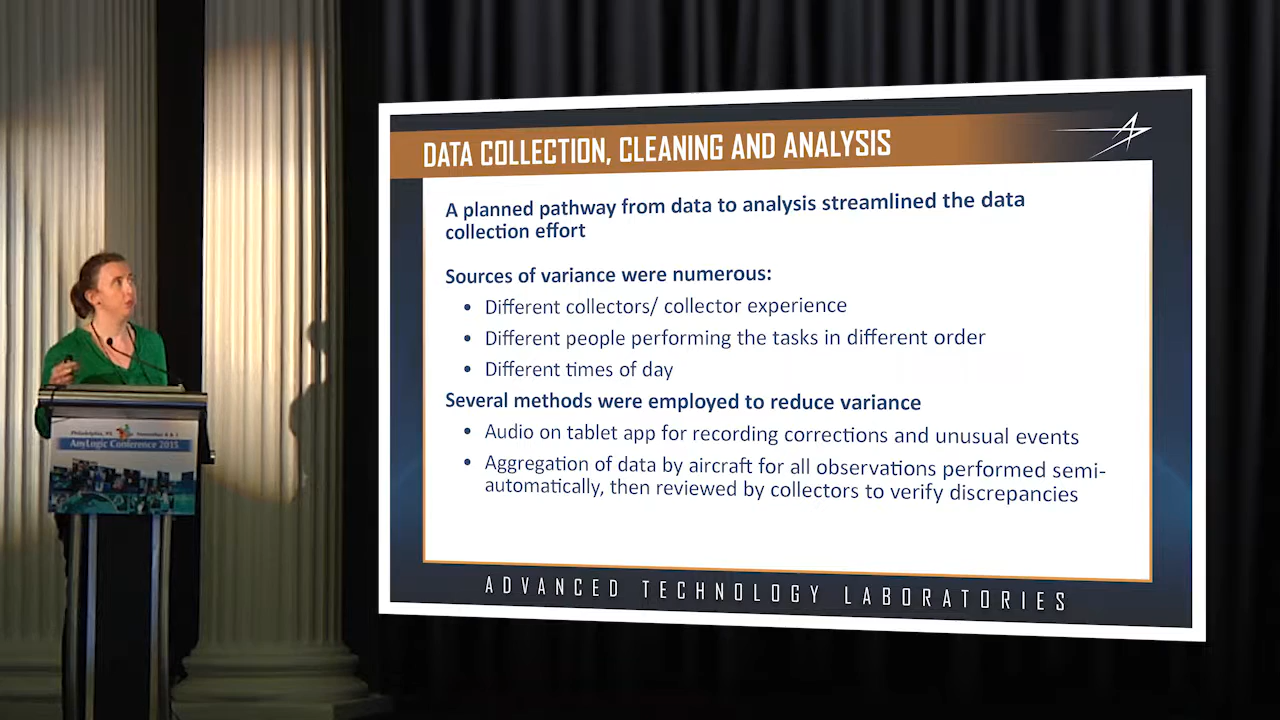 DATA COLLECTION, CLEANING AND ANALYSIS
A planned pathway from data to analysis streamlined the data
collection effort
Sources of variance were numerous:
• Different collectors/ collector experience
• Different people performing the tasks in different order
• Different times of day
Several methods were employed to reduce variance
• Audio on tablet app for recording corrections and unusual events
• Aggregation of data by aircraft for all observations performed semi-
automatically, then reviewed by collectors to verify discrepancies
ADVANCED TECHNOLOGY LABORATORIES
Philadelphia,
November
AnyLogic Conference 2015